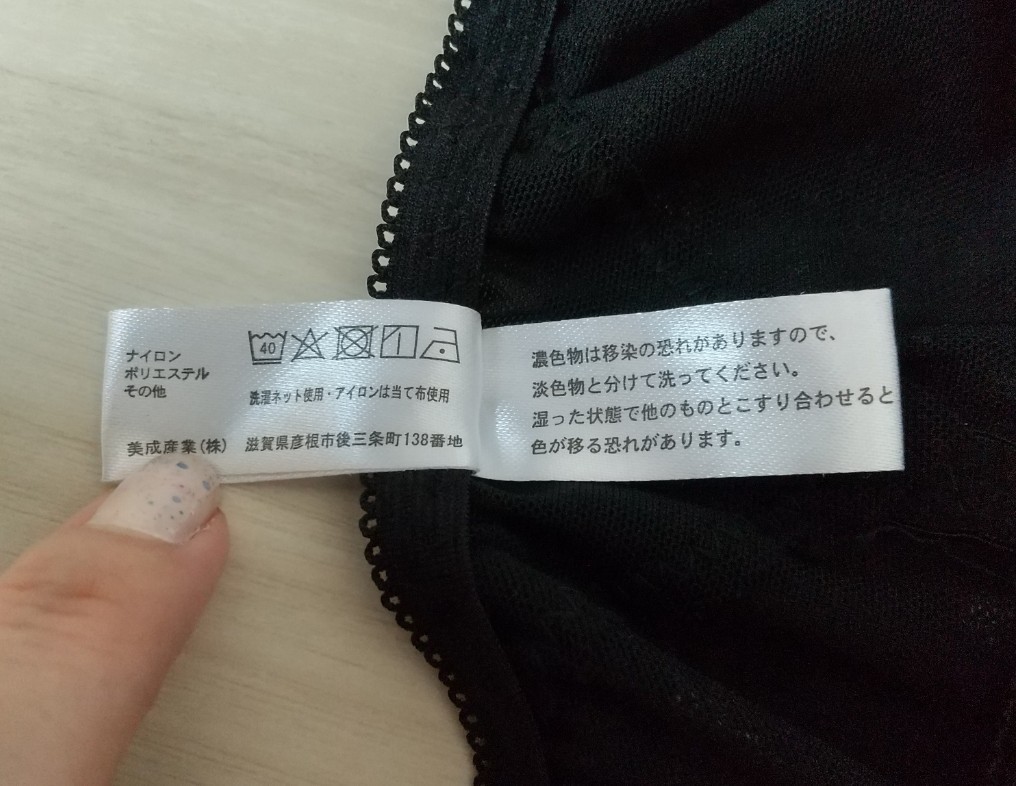 ナイロン
ポリエステル
その他
40
洗濯ネット使用・アイロンは当て布使用
美成産業(株) 滋賀県彦根市後三条町138番地
濃色物は移染の恐れがありますので、
淡色物と分けて洗ってください。
湿った状態で他のものとこすり合わせると
色が移る恐れがあります。